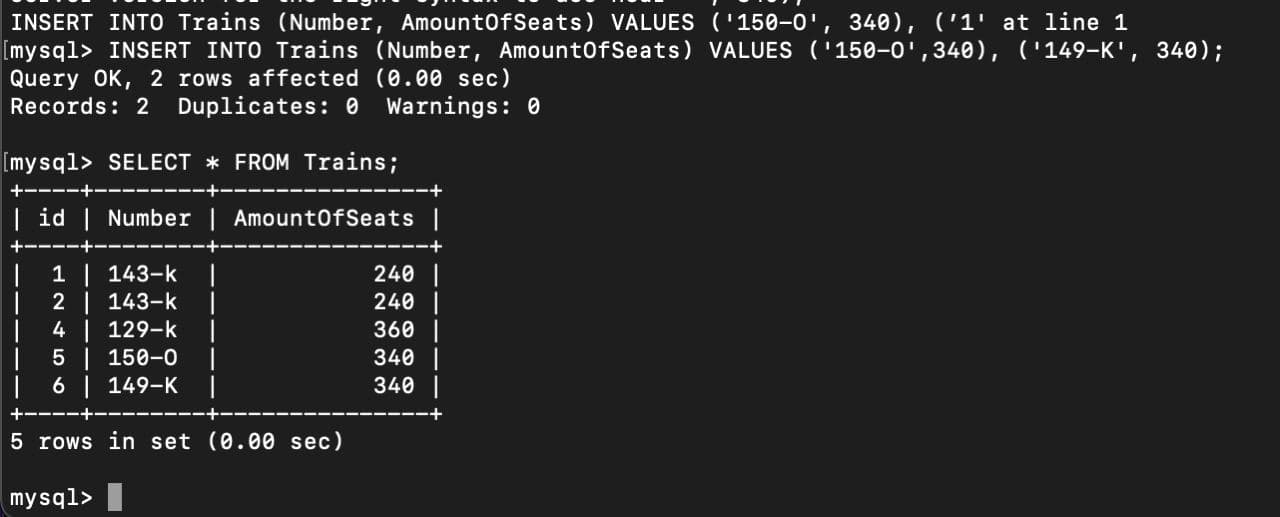 INSERT INTO Trains (Number, AmountOfSeats) VALUES ('150-O', 340), (’1' at line 1
[mysql> INSERT INTO Trains (Number, AmountOfSeats) VALUES ('150-O',340), ('149-K', 340);
Query OK, 2 rows affected (0.00 sec)
Records: 2  Duplicates: 0  Warnings: 0

[mysql> SELECT * FROM Trains;
+----+--------+---------------+
| id | Number | AmountOfSeats |
+----+--------+---------------+
|  1 | 143-k  |           240 |
|  2 | 143-k  |           240 |
|  4 | 129-k  |           360 |
|  5 | 150-O  |           340 |
|  6 | 149-K  |           340 |
+----+--------+---------------+
5 rows in set (0.00 sec)

mysql>